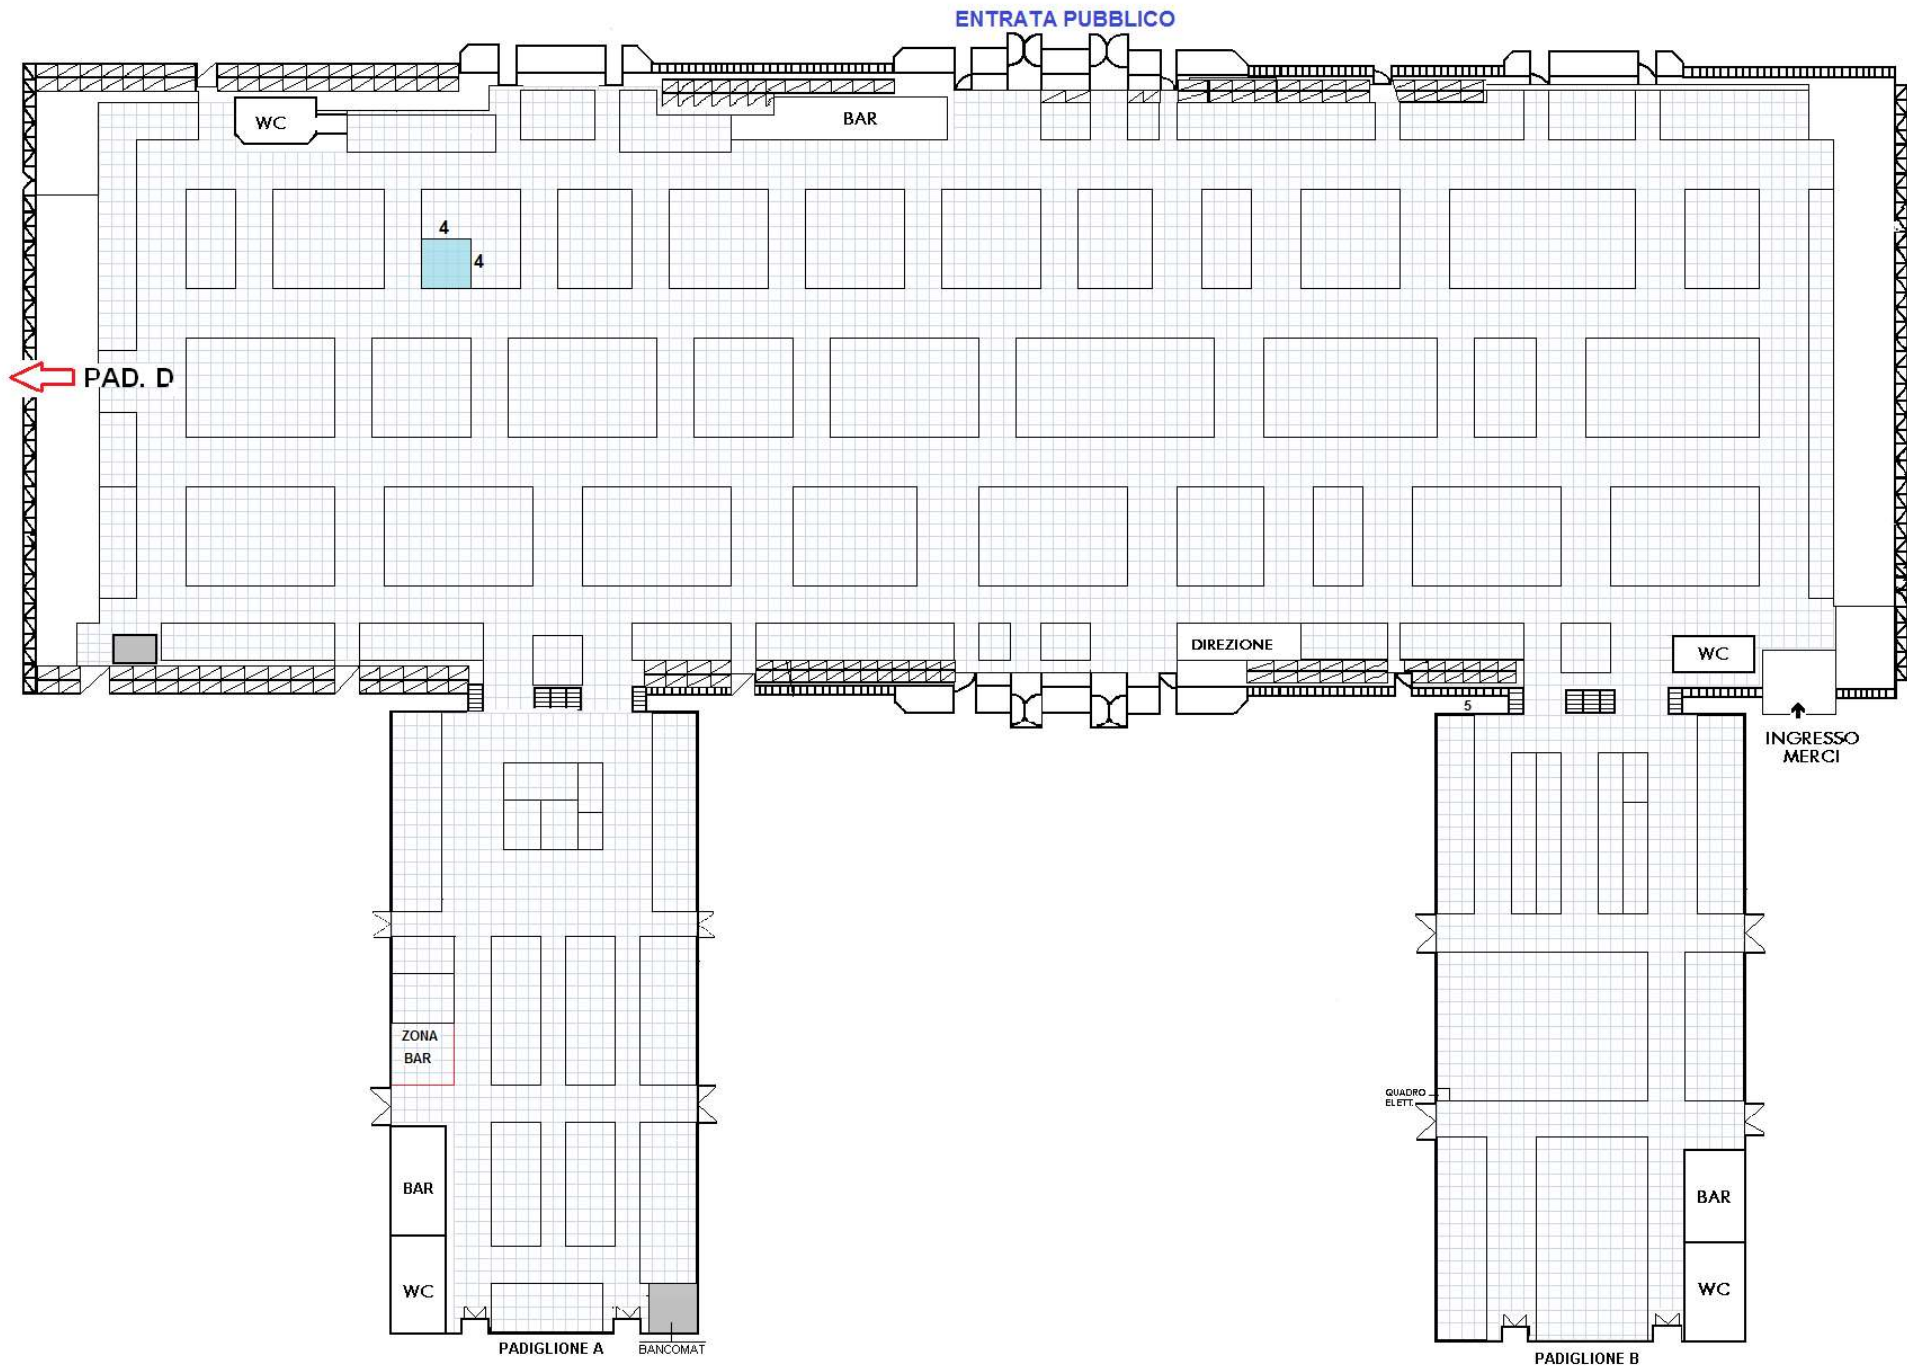 ENTRATA PUBBLICO
WC
BAR
4
4
PAD. D
DIREZIONE
WC
5
INGRESSO
MERCI
ZONA
BAR
QUADRO
ELETT.
BAR
BAR
WC
WC
PADIGLIONE A
BANCOMAT
PADIGLIONE B